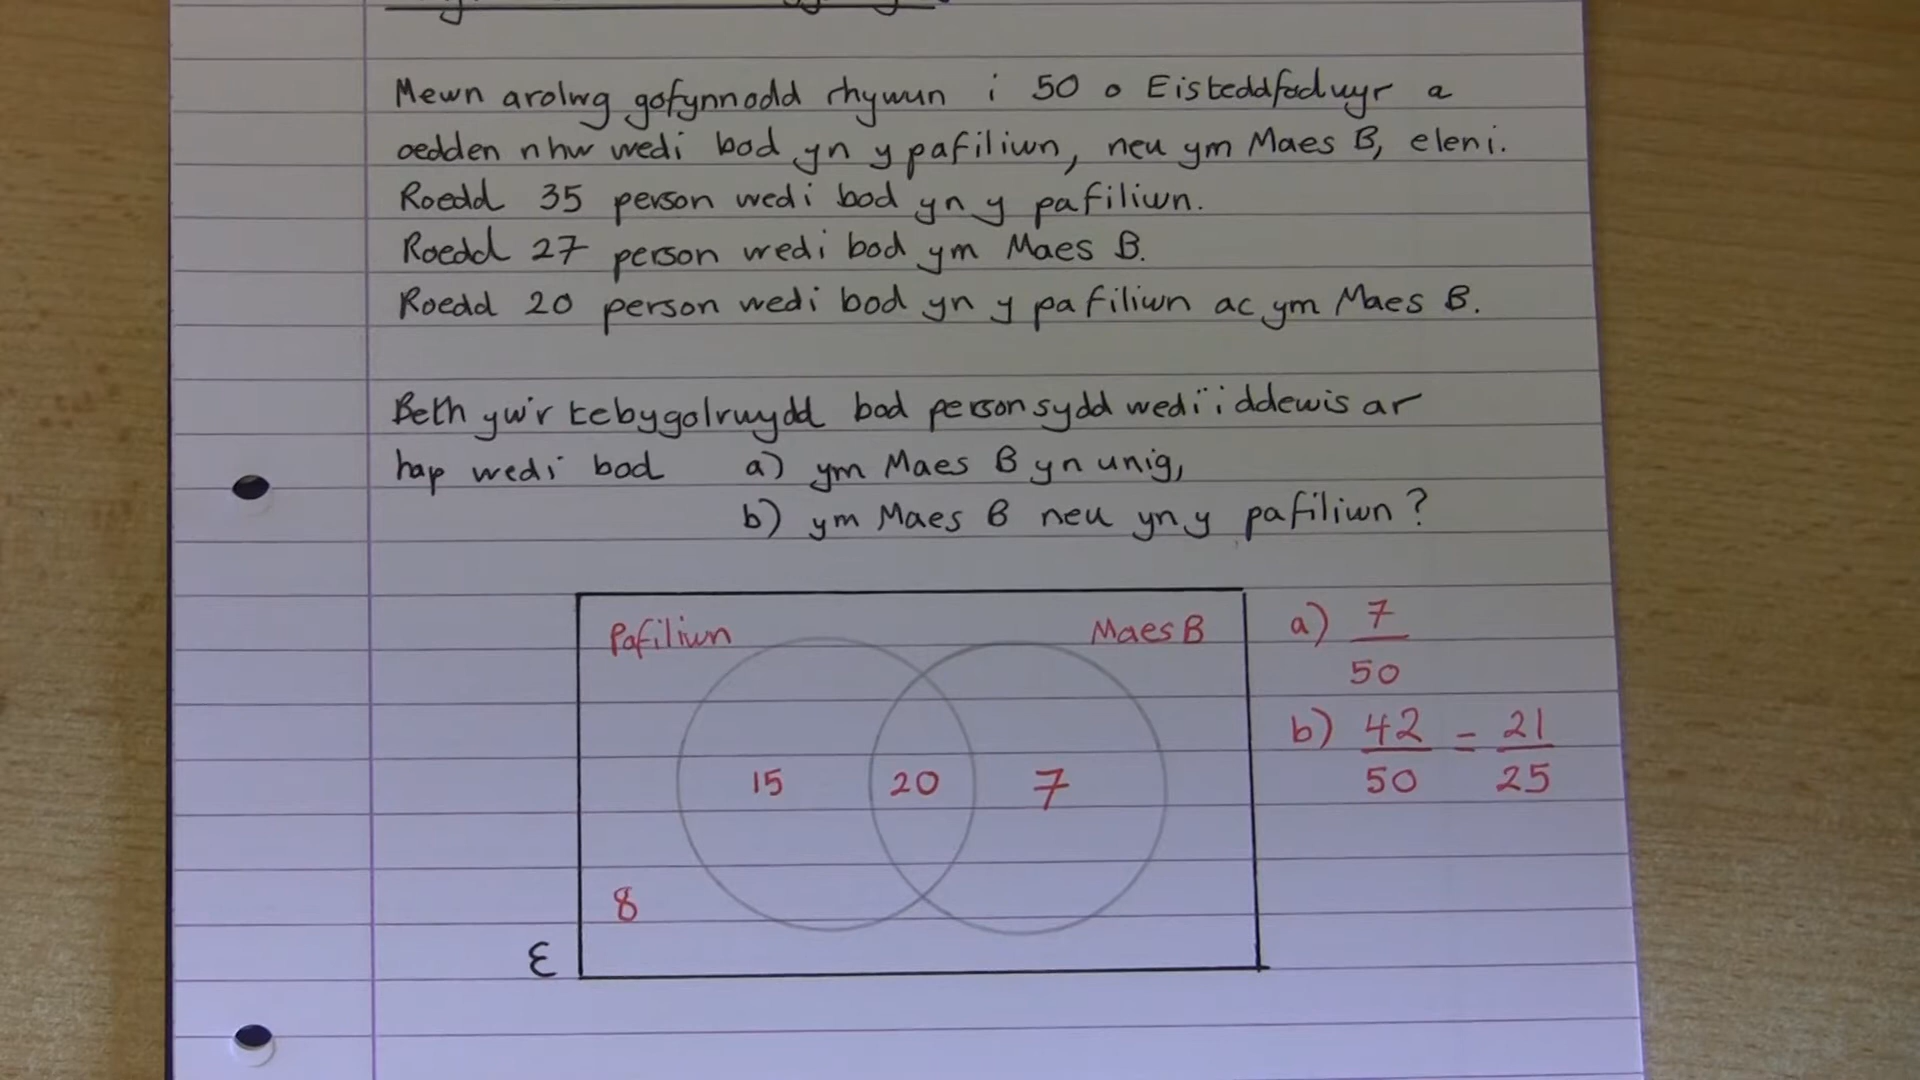 Mewn arolwg gofynnodd rhywun i 50 o Eisteddfodwyr a
oedden nhw wedi bod yn y pafiliwn, neu ym Maes B, eleni.
Roedd 35 person wedi bod yn y pafiliwn.
Roedd 27 person wedi bod ym Maes B.
Roedd 20 person wedi bod yn y pafiliwn ac ym Maes B.
Beth yw'r tebygolrwydd bod person sydd wedi'i ddewis ar
hap wedi bod a) ym Maes B yn unig,
b) ym Maes B neu yn y pafiliwn?
Pafiliwn Maes B
15 20 7
8
ε
a) 7/50
b) 42/50 = 21/25